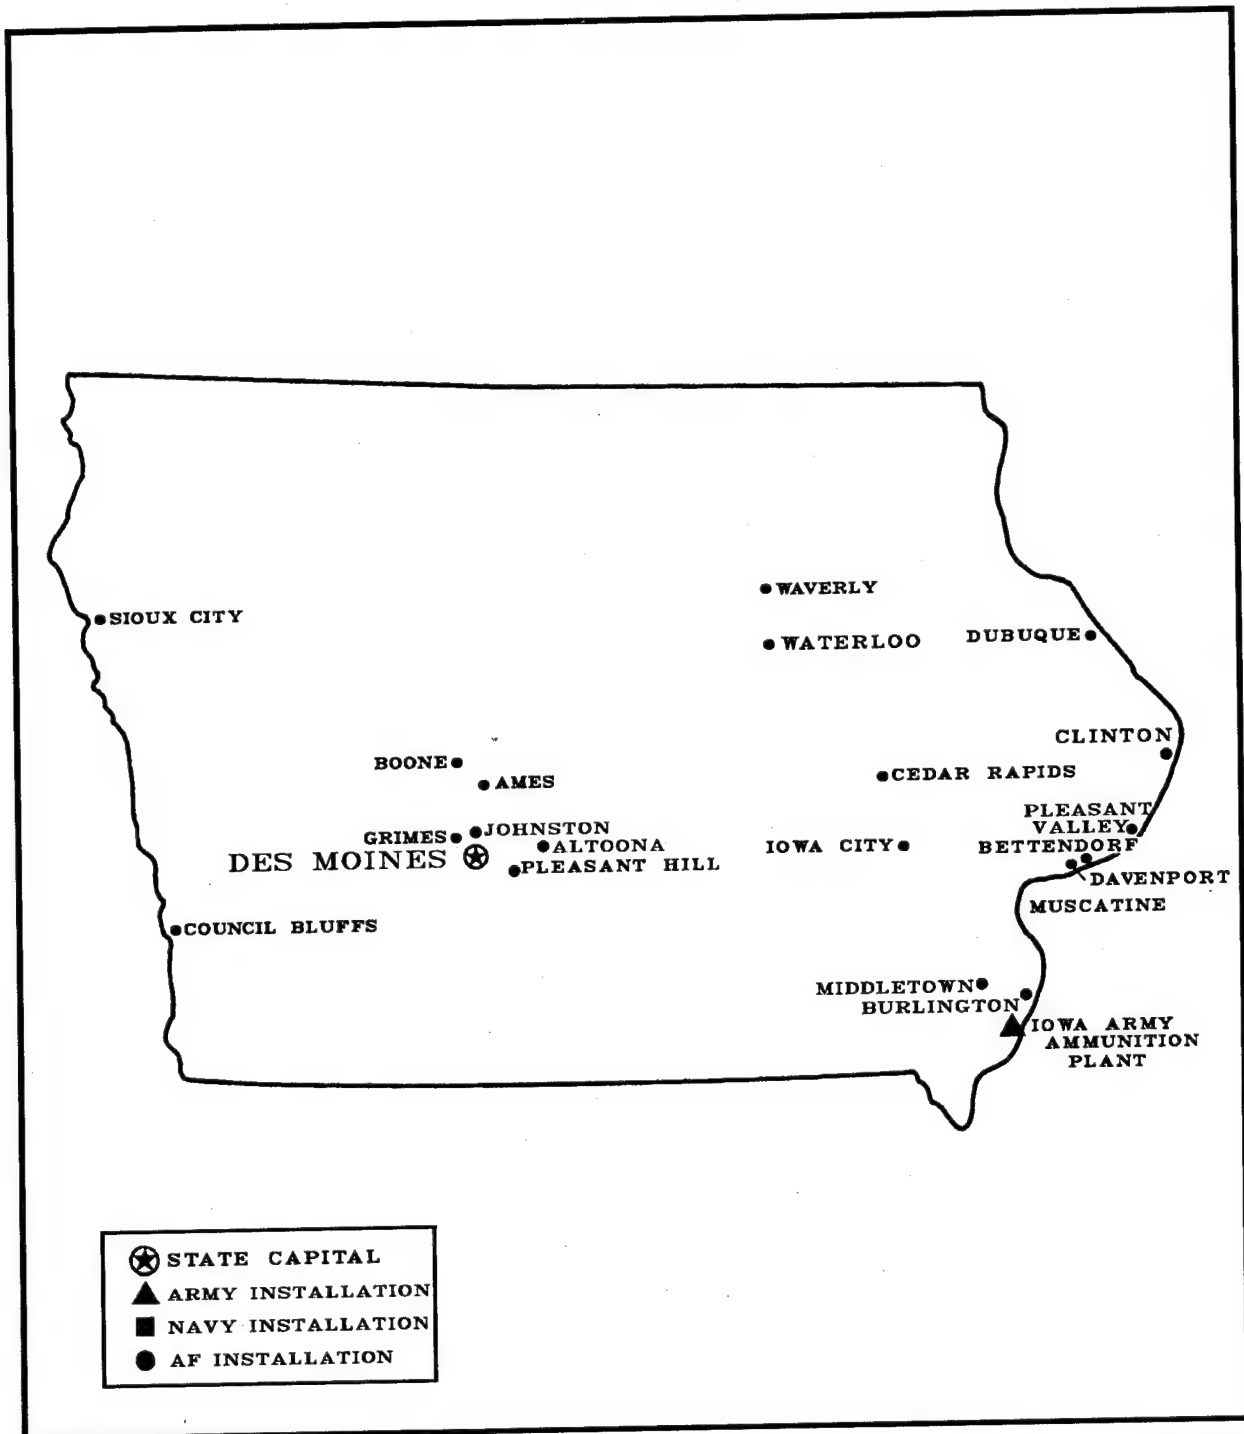 WAVERLY
SIOUX CITY
WATERLOO
DUBUQUE
CLINTON
BOONE
AMES
CEDAR RAPIDS
PLEASANT
VALLEY
GRIMES
JOHNSTON
ALTOONA
IOWA CITY
BETTENDORF
DES MOINES
PLEASANT HILL
DAVENPORT
MUSCATINE
COUNCIL BLUFFS
MIDDLETOWN
BURLINGTON
IOWA ARMY
AMMUNITION
PLANT
STATE CAPITAL
ARMY INSTALLATION
NAVY INSTALLATION
AF INSTALLATION